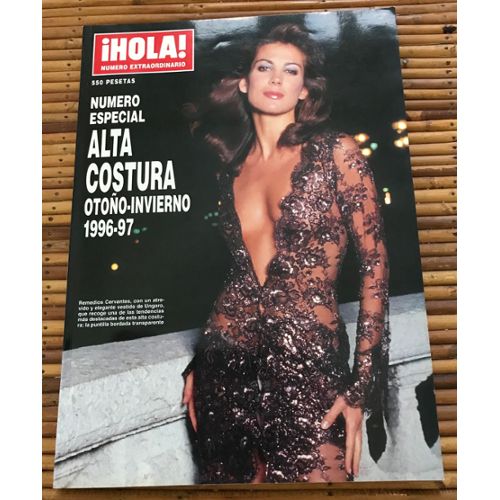 ¡HOLA!
NUMERO EXTRAORDINARIO
550 PESETAS
NUMERO
ESPECIAL
ALTA
COSTURA
OTOÑO-INVIERNO
1996-97
Remedios Cervantes, con un atre-
vido y elegante vestido de Ungaro,
que recoge una de las tendencias
más destacadas de esta alta costu-
ra: la puntilla bordada transparente